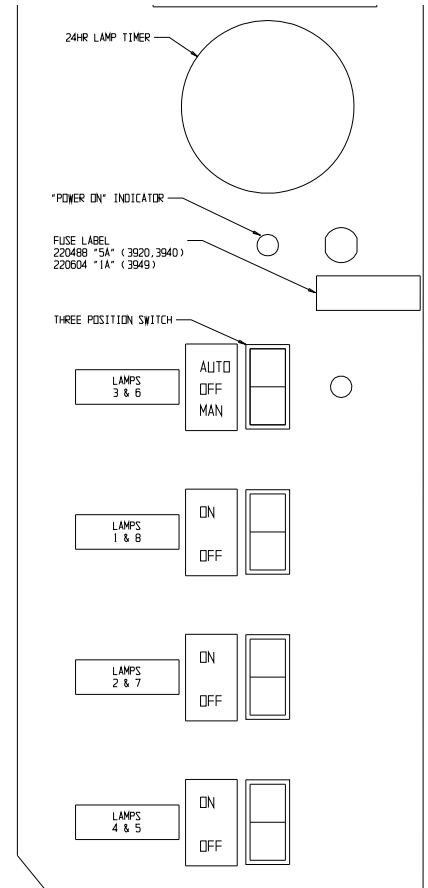 24HR LAMP TIMER
"POWER ON" INDICATOR
FUSE LABEL
220488 "5A" (3920,3940)
220604 "1A" (3949)
THREE POSITION SWITCH
LAMPS
3 & 6
AUTO
OFF
MAN
LAMPS
1 & 8
ON
OFF
LAMPS
2 & 7
ON
OFF
LAMPS
4 & 5
ON
OFF